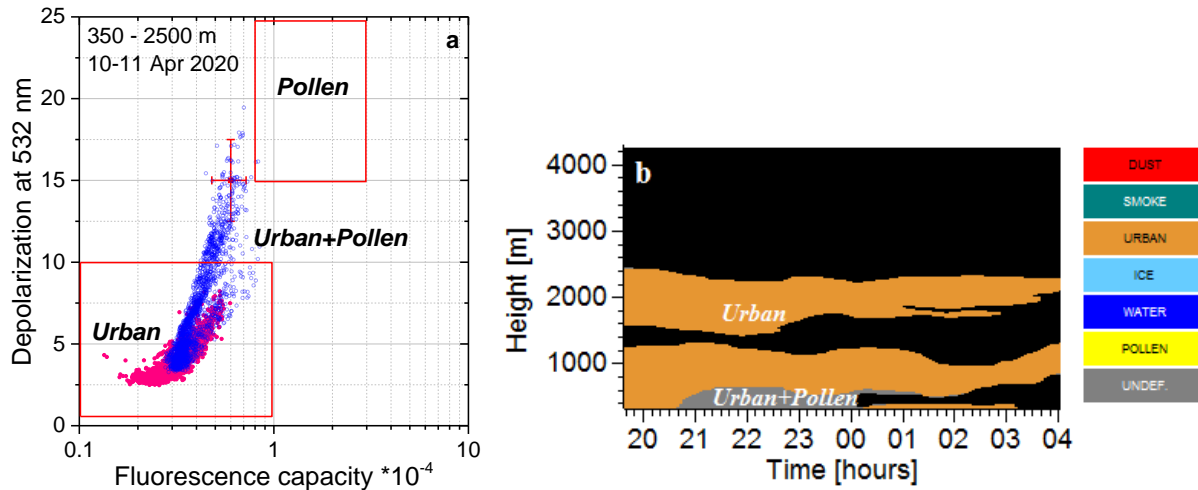 350 - 2500 m
10-11 Apr 2020
a
Pollen
Urban+Pollen
Urban
25
20
15
10
5
0
0.1
1
10
Depolarization at 532 nm
Fluorescence capacity *10⁻⁴
b
Urban
Urban+Pollen
4000
3000
2000
1000
Height [m]
20 21 22 23 00 01 02 03 04
Time [hours]
DUST
SMOKE
URBAN
ICE
WATER
POLLEN
UNDEF.